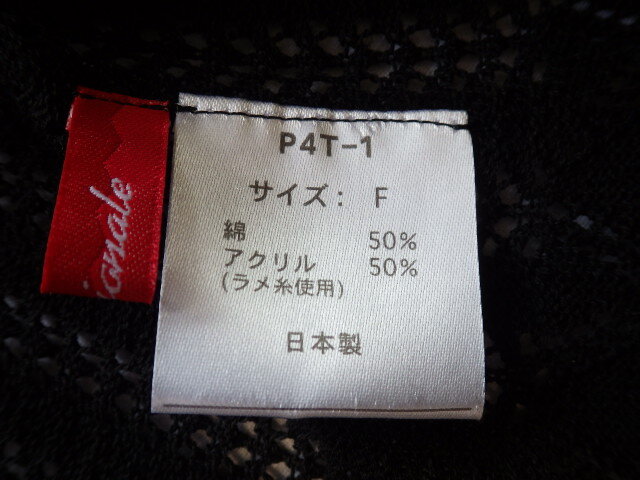 P4T-1
サイズ: F
綿 50%
アクリル 50%
(ラメ糸使用)
日本製